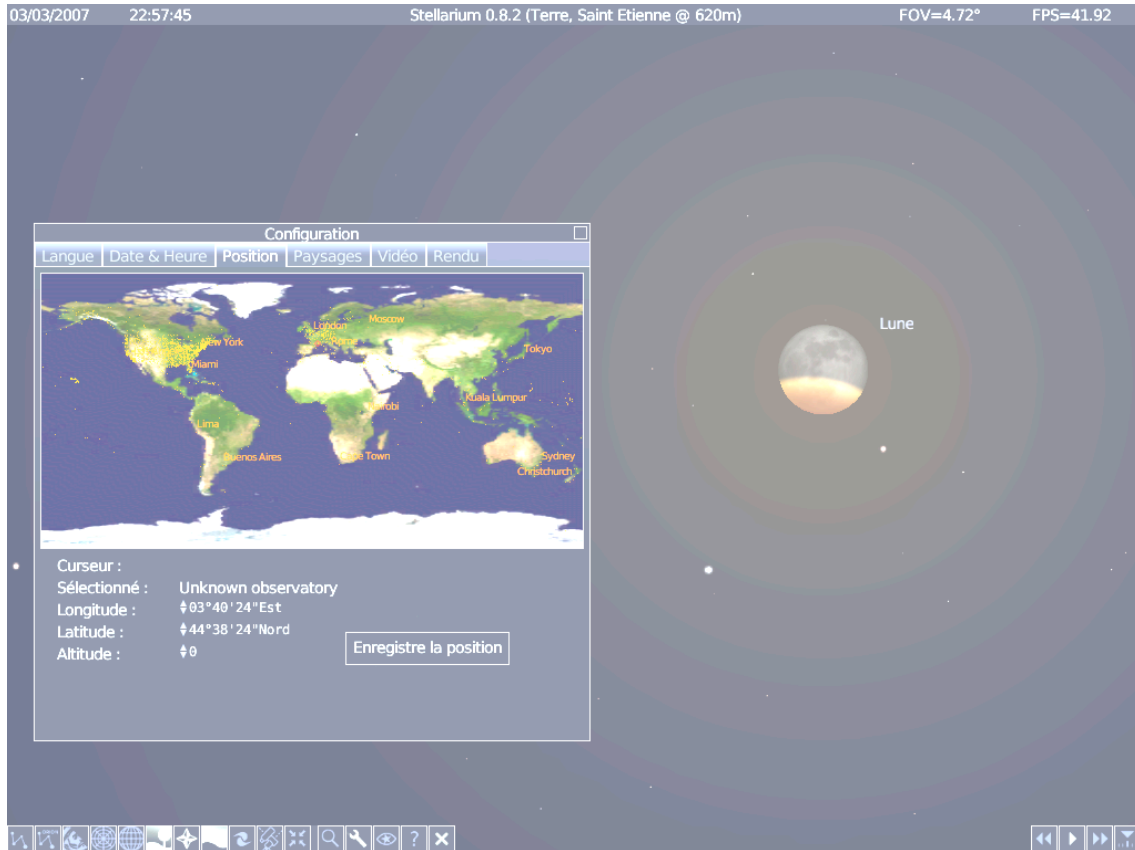 03/03/2007 22:57:45 Stellarium 0.8.2 (Terre, Saint Etienne @ 620m) FOV=4.72° FPS=41.92
Lune
Configuration
Langue Date & Heure Position Paysages Vidéo Rendu
London Moscow
New York Rome Tokyo
Miami
Kuala Lumpur
Lima
Buenos Aires Town Sydney
Christchurch
Curseur :
Sélectionné : Unknown observatory
Longitude : 03°40'24"Est
Latitude : 44°38'24"Nord
Altitude : 0
Enregistre la position
?